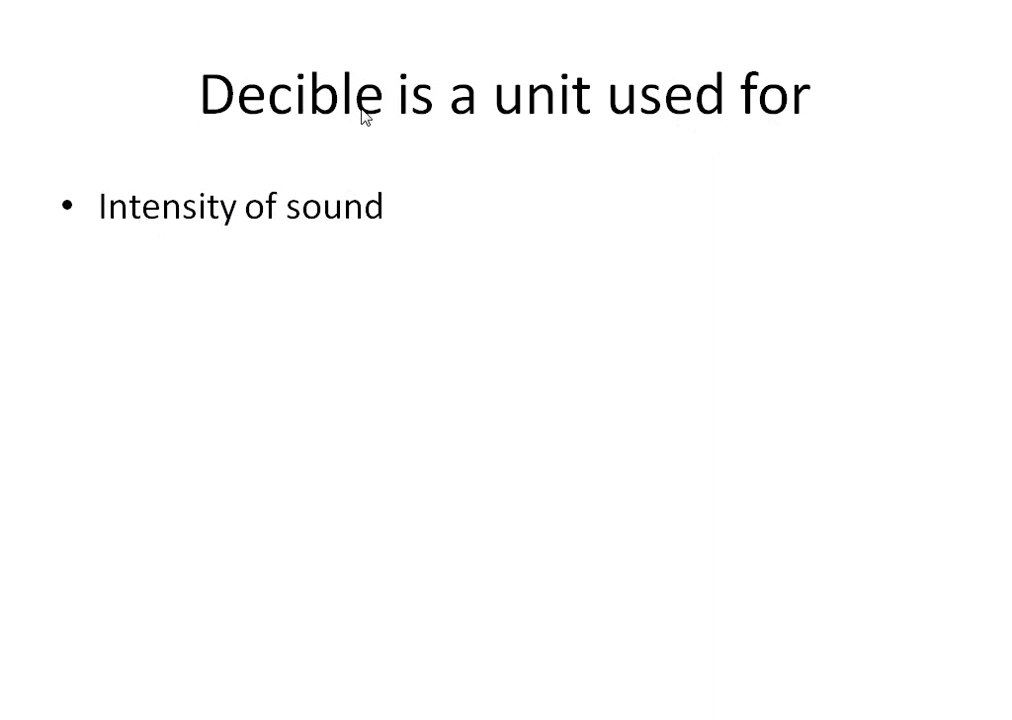 Decible is a unit used for
• Intensity of sound